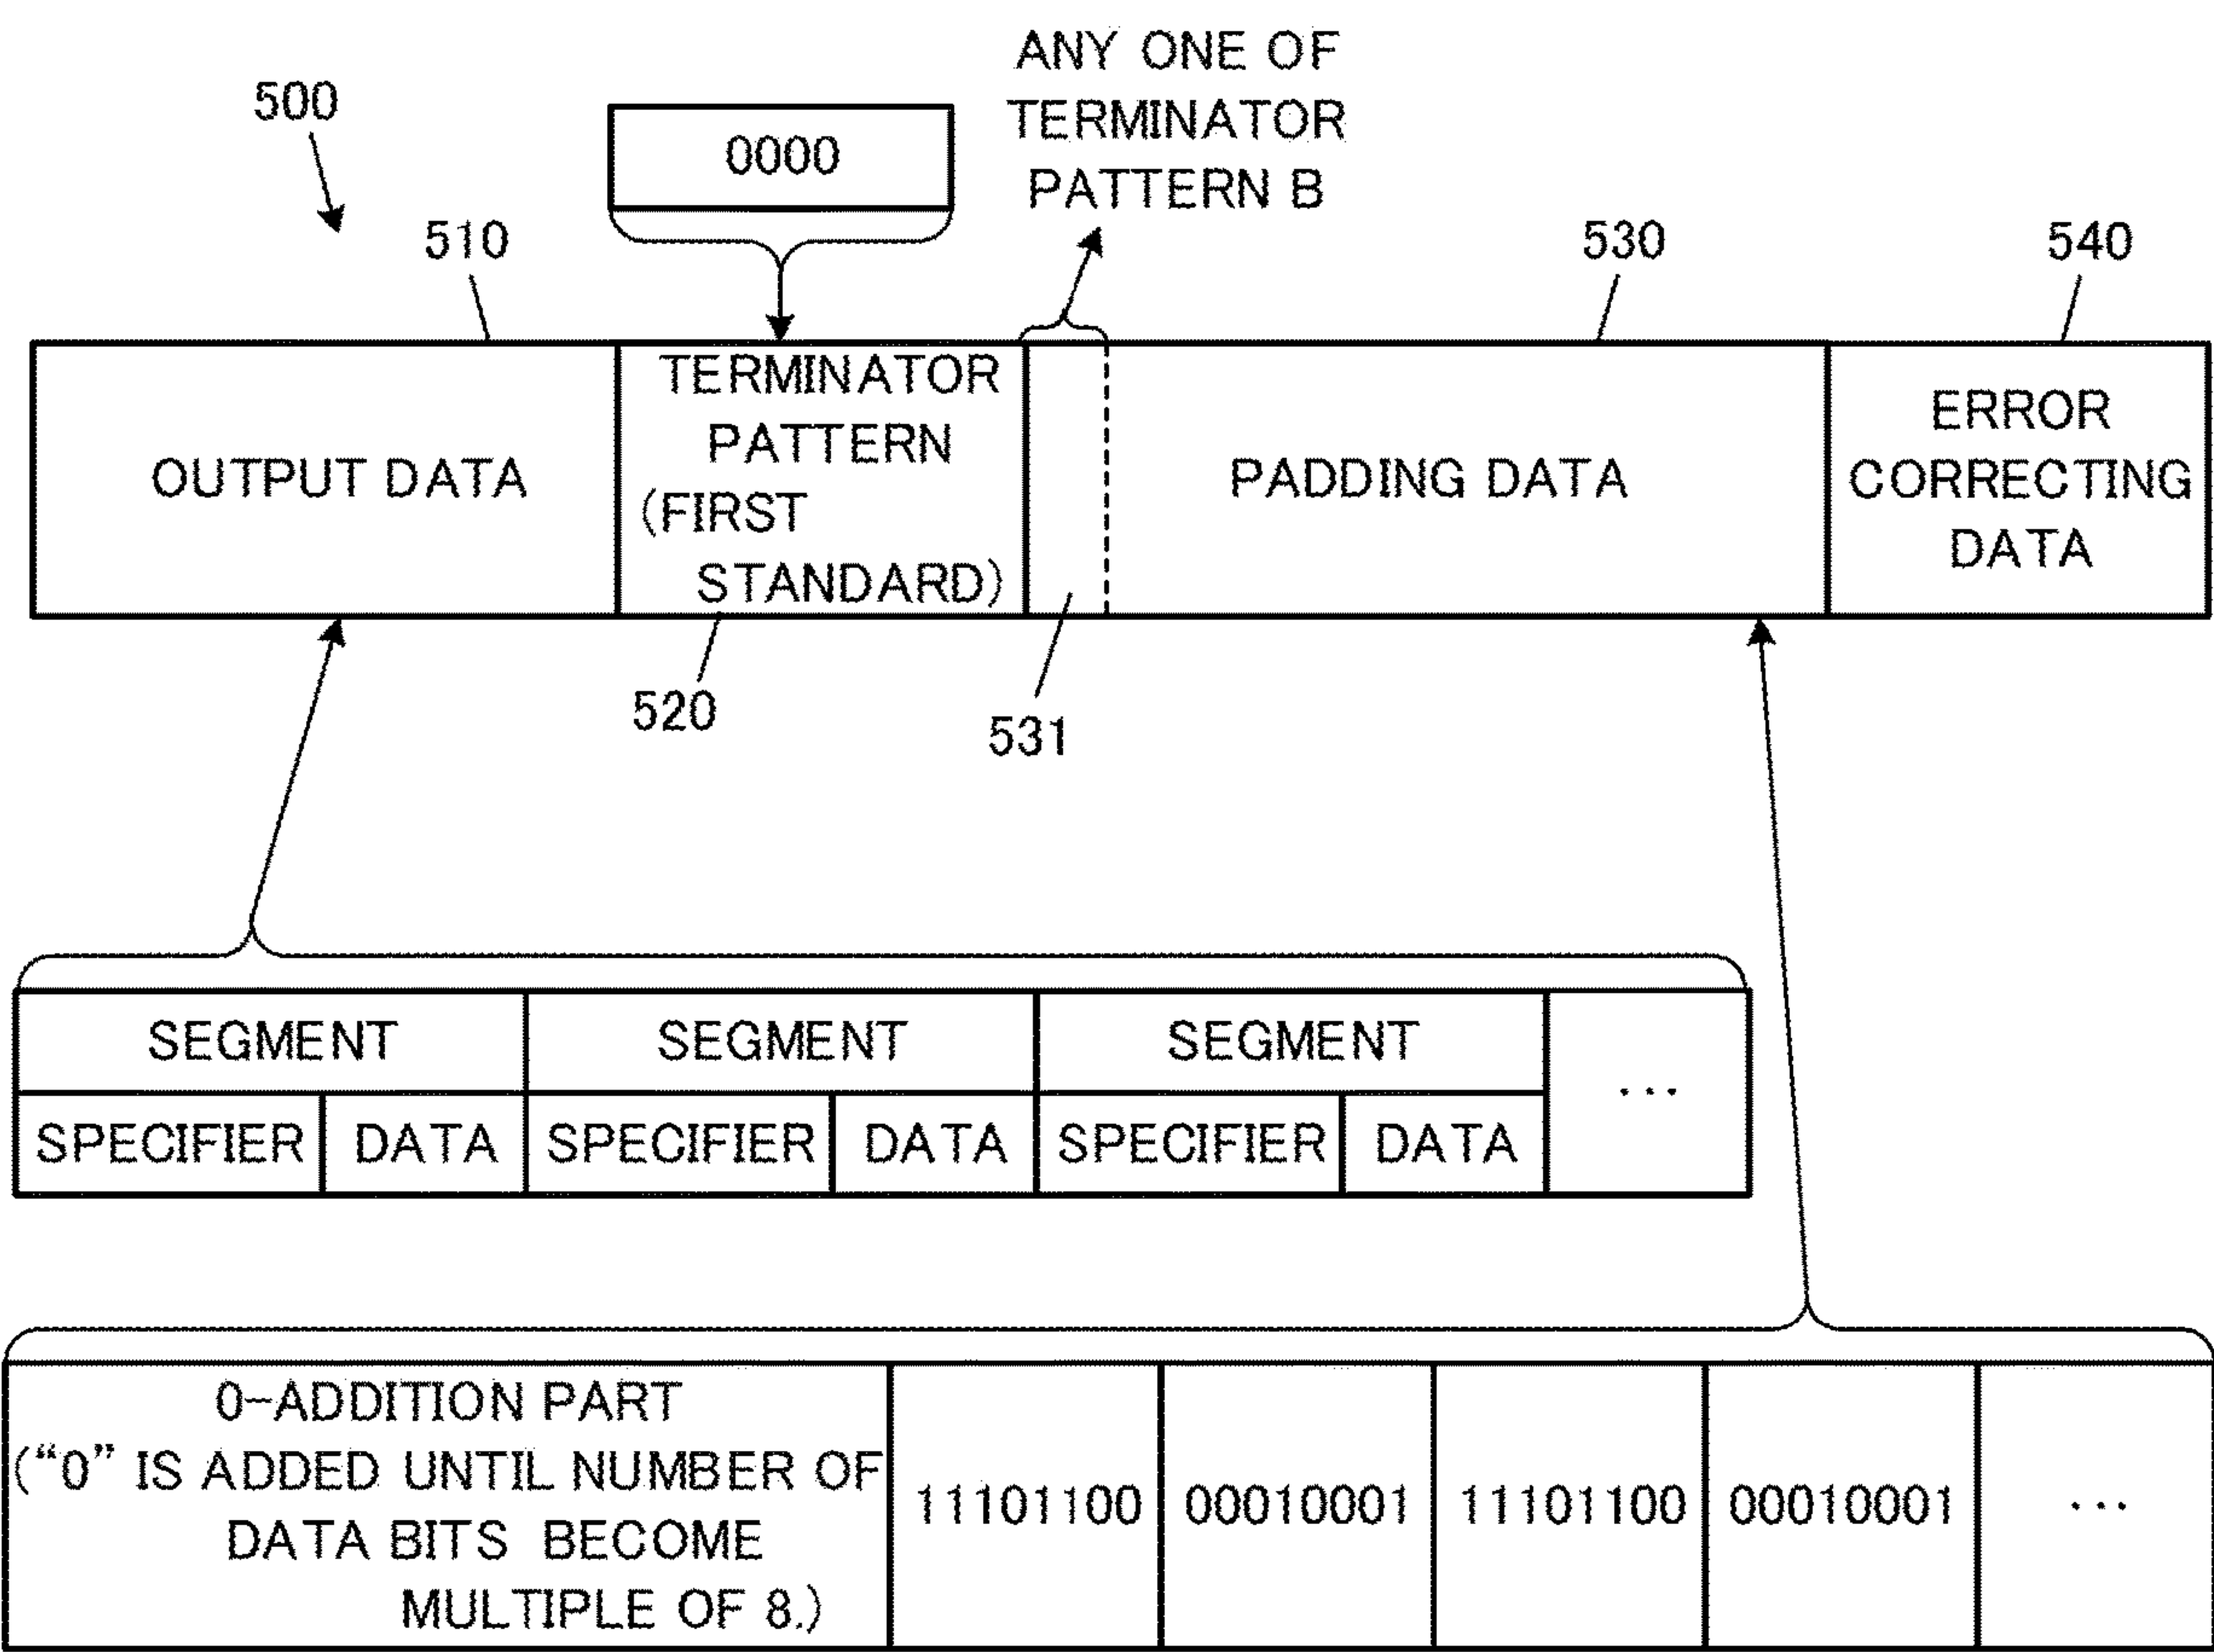 500
0000
ANY ONE OF
TERMINATOR
PATTERN B
510
530
540
OUTPUT DATA
TERMINATOR
PATTERN
(FIRST
STANDARD)
PADDING DATA
ERROR
CORRECTING
DATA
520
531
SEGMENT SEGMENT SEGMENT
SPECIFIER DATA SPECIFIER DATA SPECIFIER DATA ...
0-ADDITION PART
(“0” IS ADDED UNTIL NUMBER OF
DATA BITS BECOME
MULTIPLE OF 8.)
11101100 00010001 11101100 00010001 ...